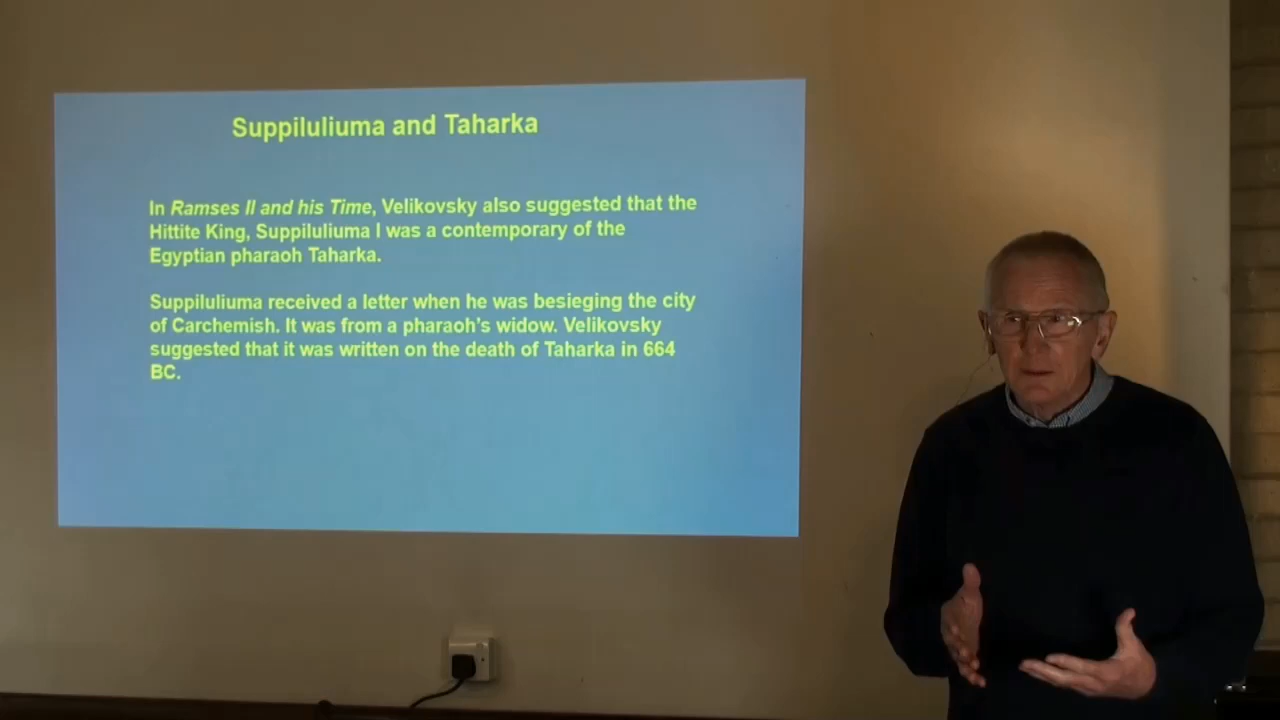 Suppiluliuma and Taharka
In Ramses II and his Time, Velikovsky also suggested that the
Hittite King, Suppiluliuma I was a contemporary of the
Egyptian pharaoh Taharka.
Suppiluliuma received a letter when he was besieging the city
of Carchemish. It was from a pharaoh's widow. Velikovsky
suggested that it was written on the death of Taharka in 664
BC.